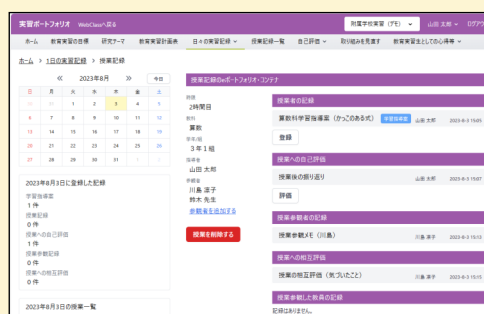 実習ポートフォリオ WebClassへ戻る 附属学校実習 (デモ) 山田 太郎 ログアウ
ホーム 教育実習の目標 研究テーマ 教育実習計画表 日々の実習記録 授業記録一覧 自己評価 取り組みを見直す 教育実習生としての心得等
ホーム > 1日の実習記録 > 授業記録
≪ 2023年8月 ≫ 今日
日 月 火 水 木 金 土
30 31 1 2 3 4 5
6 7 8 9 10 11 12
13 14 15 16 17 18 19
20 21 22 23 24 25 26
27 28 29 30 31 1 2
2023年8月3日に登録した記録
学習指導案
1 件
授業記録
0 件
授業への自己評価
1 件
授業参観記録
0 件
授業への相互評価
0 件
2023年8月3日の授業一覧
授業記録のeポートフォリオ・コンテナ
時限
2時間目
教科
算数
学年/組
3 年 1 組
指導者
山田 太郎
参観者
川島 凉子
鈴木 先生
参観者を追加する
授業を削除する
授業者の記録
算数科学習指導案 (かっこのある式) 学習指導案 山田 太郎 2023-8-3 15:05
登録
授業への自己評価
授業後の振り返り 山田 太郎 2023-8-3 15:07
評価
授業参観者の記録
授業参観メモ (川島) 川島 凉子 2023-8-3 15:13
授業への相互評価
授業の相互評価 (気づいたこと) 川島 凉子 2023-8-3 15:15
授業参観した教員の記録
記録はありません。